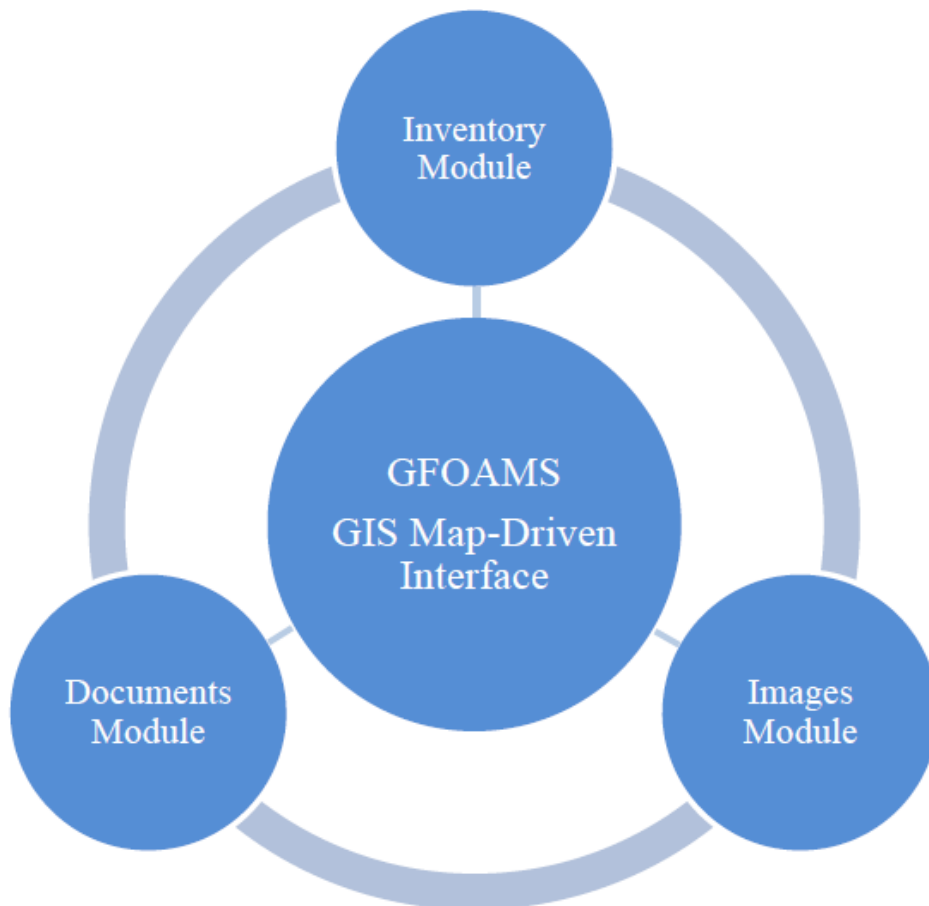 Inventory
Module
GFOAMS
GIS Map-Driven
Interface
Documents
Module
Images
Module